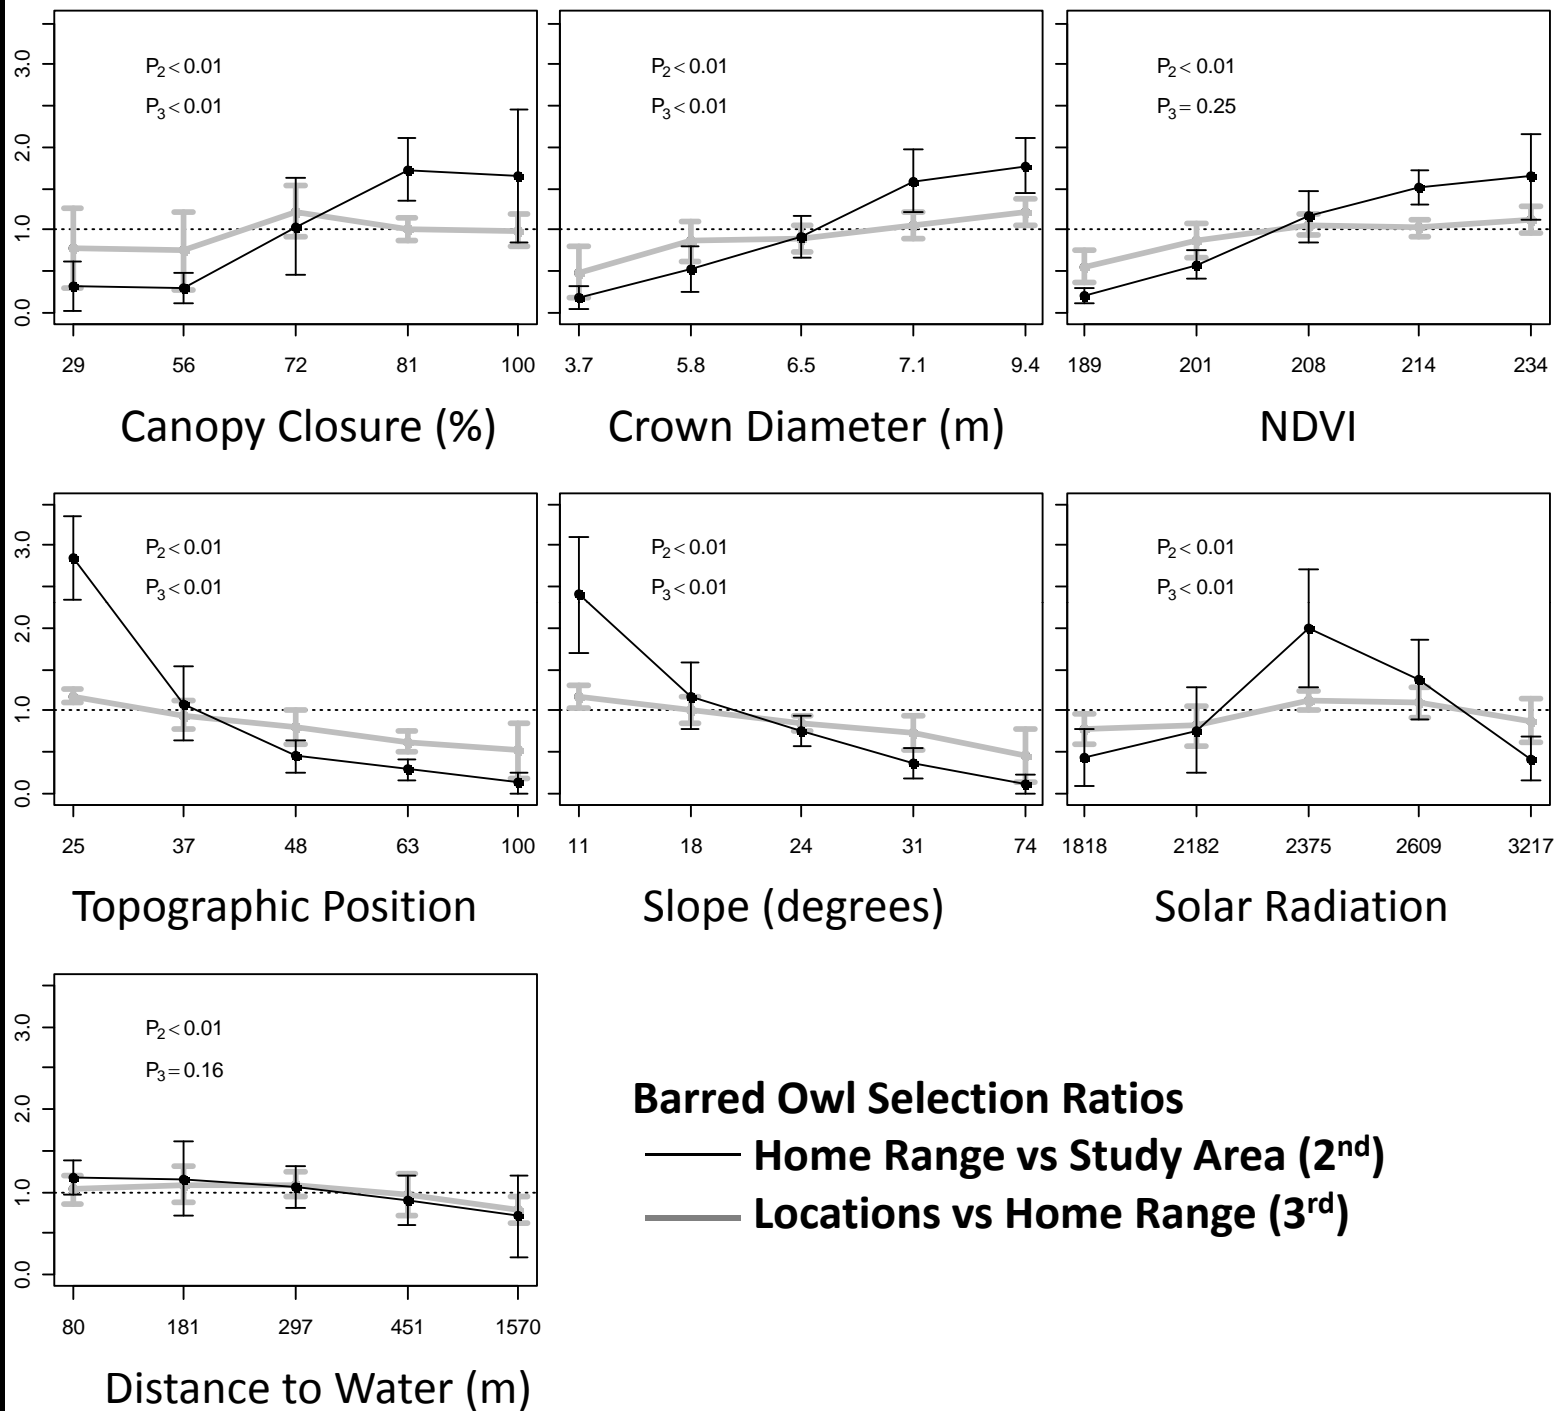 3.0
2.0
1.0
0.0
P2 < 0.01
P3 < 0.01
29 56 72 81 100
Canopy Closure (%)
P2 < 0.01
P3 < 0.01
3.7 5.8 6.5 7.1 9.4
Crown Diameter (m)
P2 < 0.01
P3 = 0.25
189 201 208 214 234
NDVI
3.0
2.0
1.0
0.0
P2 < 0.01
P3 < 0.01
25 37 48 63 100
Topographic Position
P2 < 0.01
P3 < 0.01
11 18 24 31 74
Slope (degrees)
P2 < 0.01
P3 < 0.01
1818 2182 2375 2609 3217
Solar Radiation
3.0
2.0
1.0
0.0
P2 < 0.01
P3 = 0.16
80 181 297 451 1570
Distance to Water (m)
Barred Owl Selection Ratios
Home Range vs Study Area (2nd)
Locations vs Home Range (3rd)